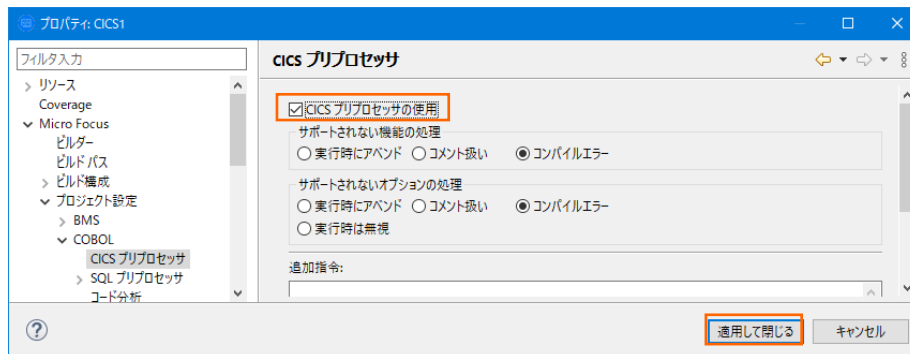 プロパティ: CICS1
フィルタ入力
CICS プリプロセッサ
リソース
Coverage
Micro Focus
ビルダー
ビルド パス
ビルド構成
プロジェクト設定
BMS
COBOL
CICS プリプロセッサ
SQL プリプロセッサ
コード分析
CICS プリプロセッサの使用
サポートされない機能の処理
実行時にアベンド コメント扱い コンパイルエラー
サポートされないオプションの処理
実行時にアベンド コメント扱い コンパイルエラー
実行時は無視
追加指令:
?
適用して閉じる キャンセル